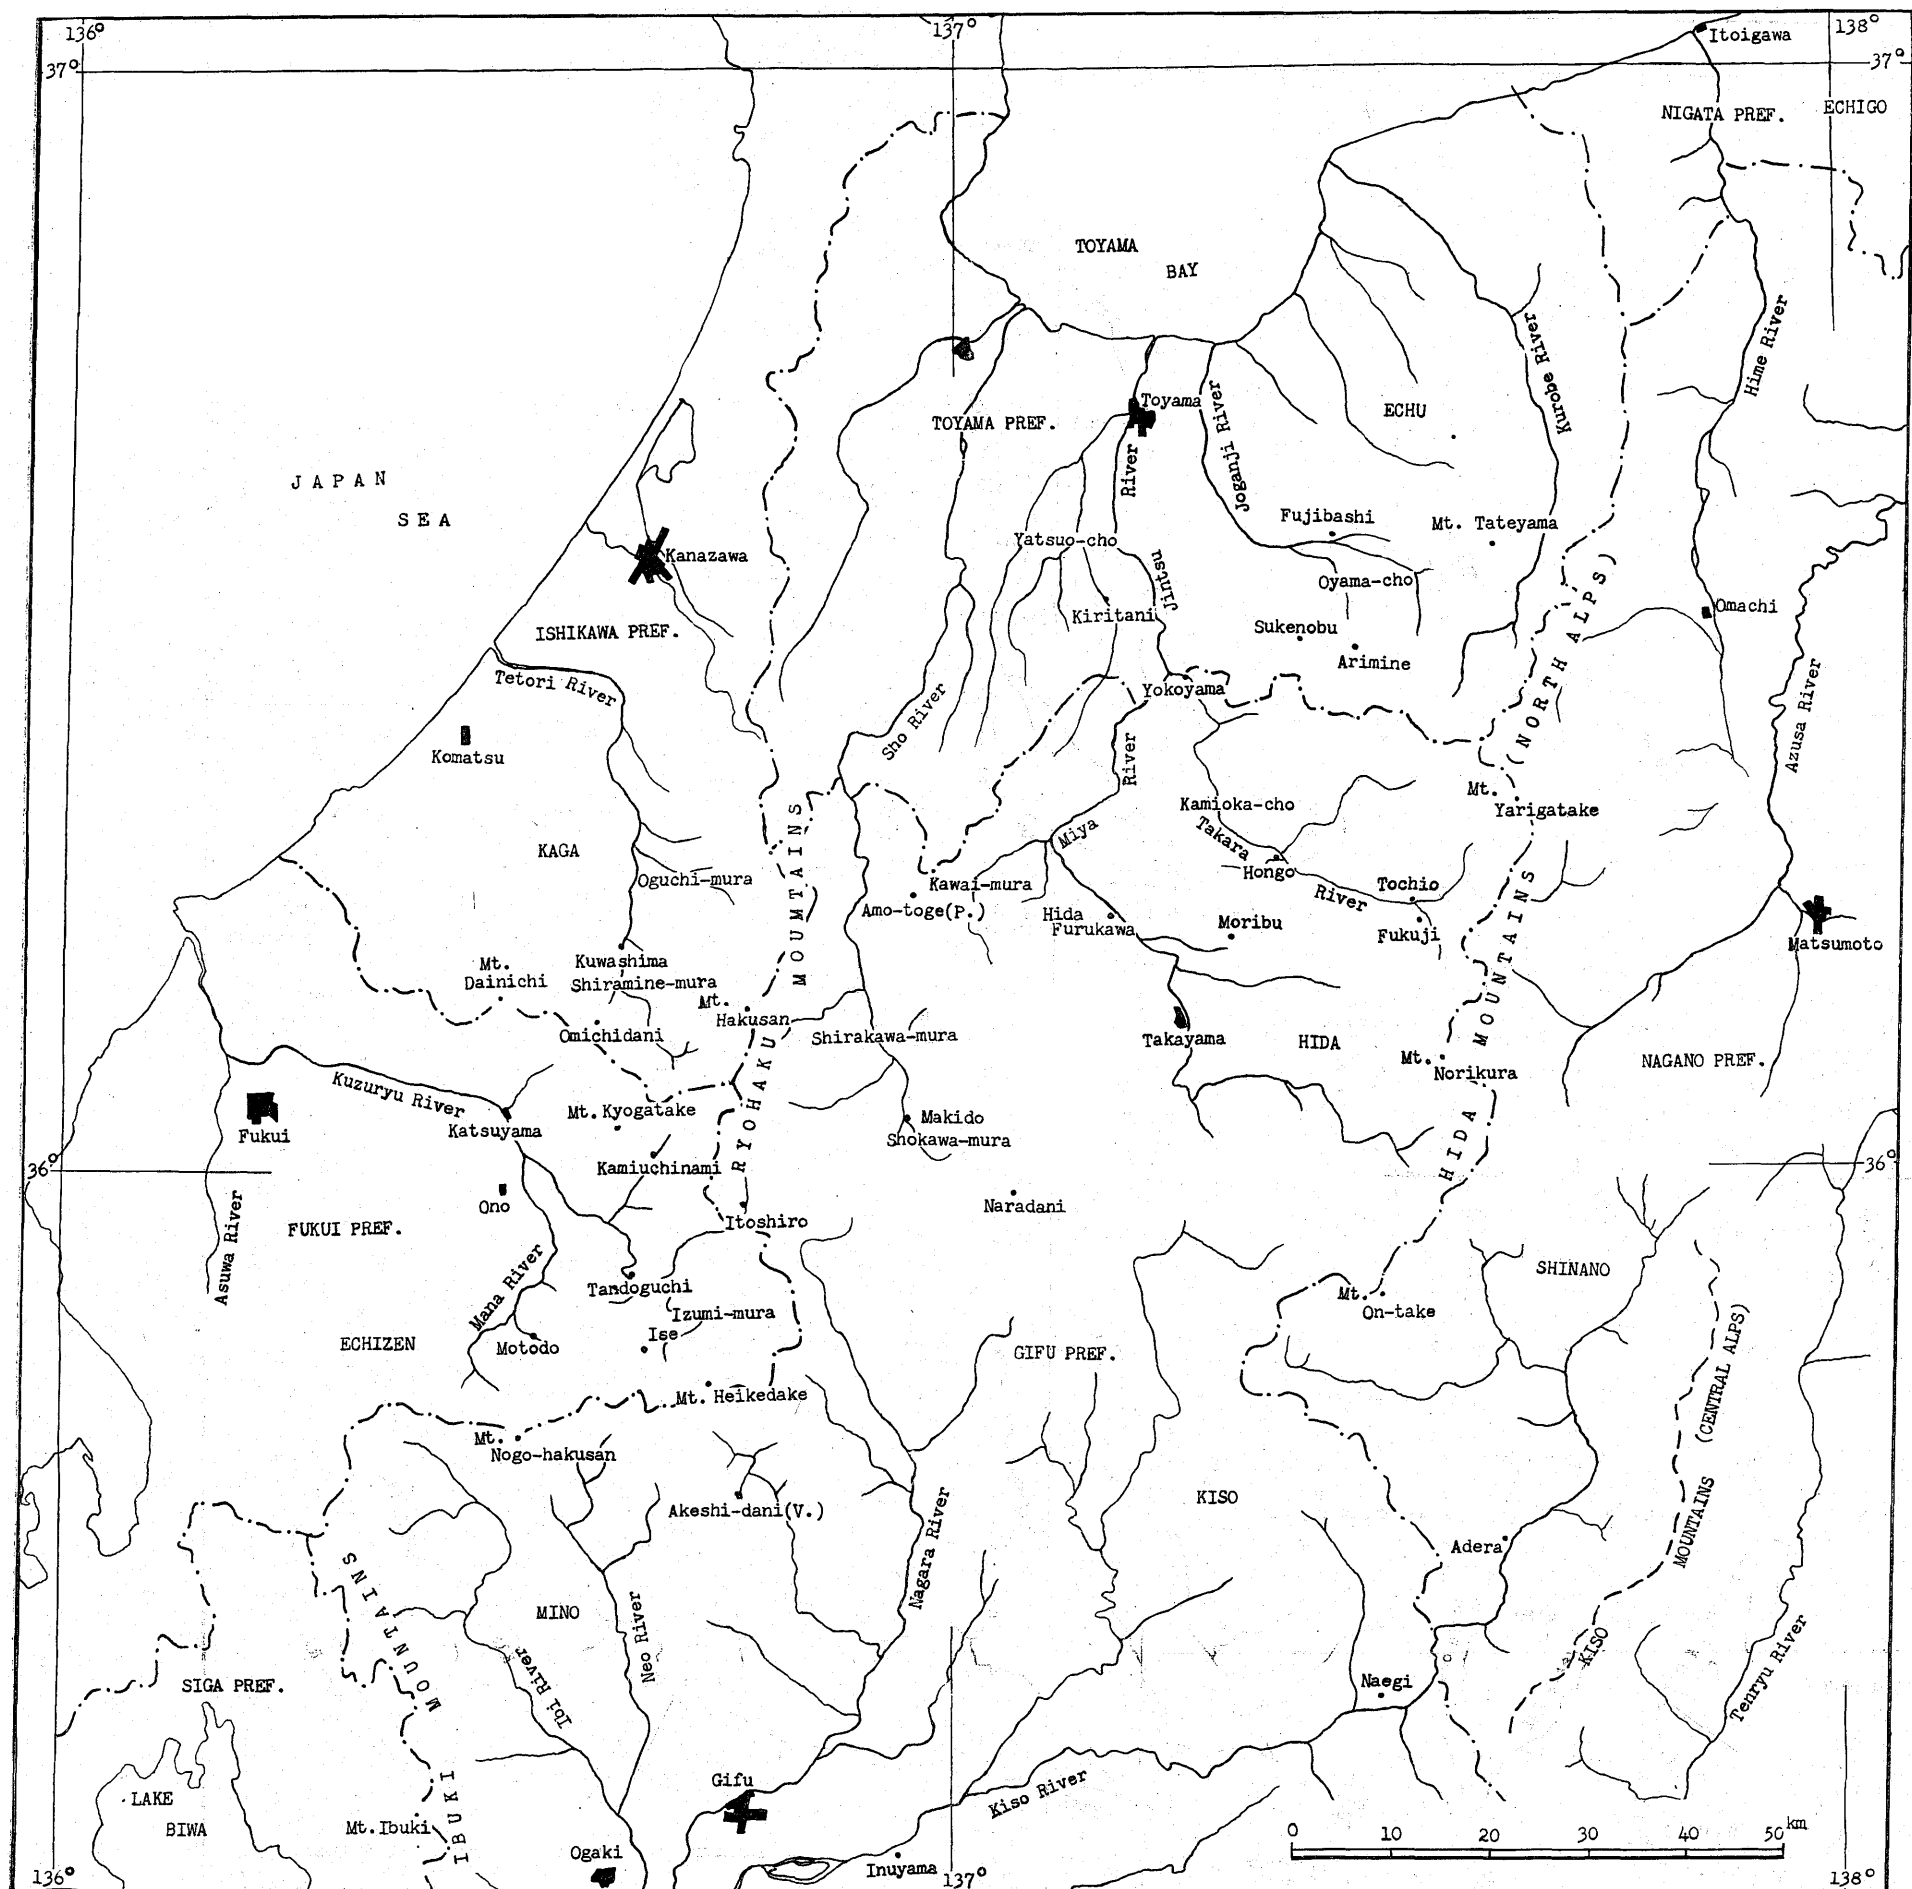 136°
137°
138°
Itoigawa
37°
37°
NIGATA PREF.
ECHIGO
TOYAMA
BAY
Hime River
Kurobe River
Toyama
ECHU
TOYAMA PREF.
Joganji River
River
JAPAN
SEA
Fujibashi
Mt. Tateyama
Yatsuo-cho
Kanazawa
Jintsu
Oyama-cho
Omachi
Kiritani
Sukenobu
ISHIKAWA PREF.
Arimine
Tetori River
Yokoyama
(NORTH ALPS)
Azusa River
Sho River
Komatsu
River
Mt.
Yarigatake
Kamioka-cho
Takara
Miya
KAGA
Hongo
Oguchi-mura
Kawai-mura
River
Tochio
Amo-toge(P.)
Hida
Furukawa
Moribu
Fukuji
Matsumoto
Mt.
Dainichi
Kuwashima
Shiramine-mura
Mt.
Hakusan
RYOHAKU MOUMTAINS
Omichidani
Shirakawa-mura
Takayama
HIDA
Mt.
Norikura
NAGANO PREF.
HIDA MOUNTAINS
Kuzuryu River
Mt. Kyogatake
Makido
Shokawa-mura
Katsuyama
Fukui
36°
36°
Kamiuchinami
Ono
Naradani
Itoshiro
FUKUI PREF.
Asuwa River
SHINANO
Mana River
Tandoguchi
Mt.
On-take
Izumi-mura
Ise
ECHIZEN
Motodo
GIFU PREF.
(CENTRAL ALPS)
Mt. Heikedake
Mt.
Nogo-hakusan
KISO
Akeshi-dani(V.)
Nagara River
Adera
KISO MOUNTAINS
MINO
Neo River
Ibi River
IBUKI MOUNTAINS
SIGA PREF.
Naegi
Tenryu River
Gifu
Kiso River
LAKE
BIWA
Mt.Ibuki
0 10 20 30 40 50 km
Ogaki
Inuyama
136°
137°
138°